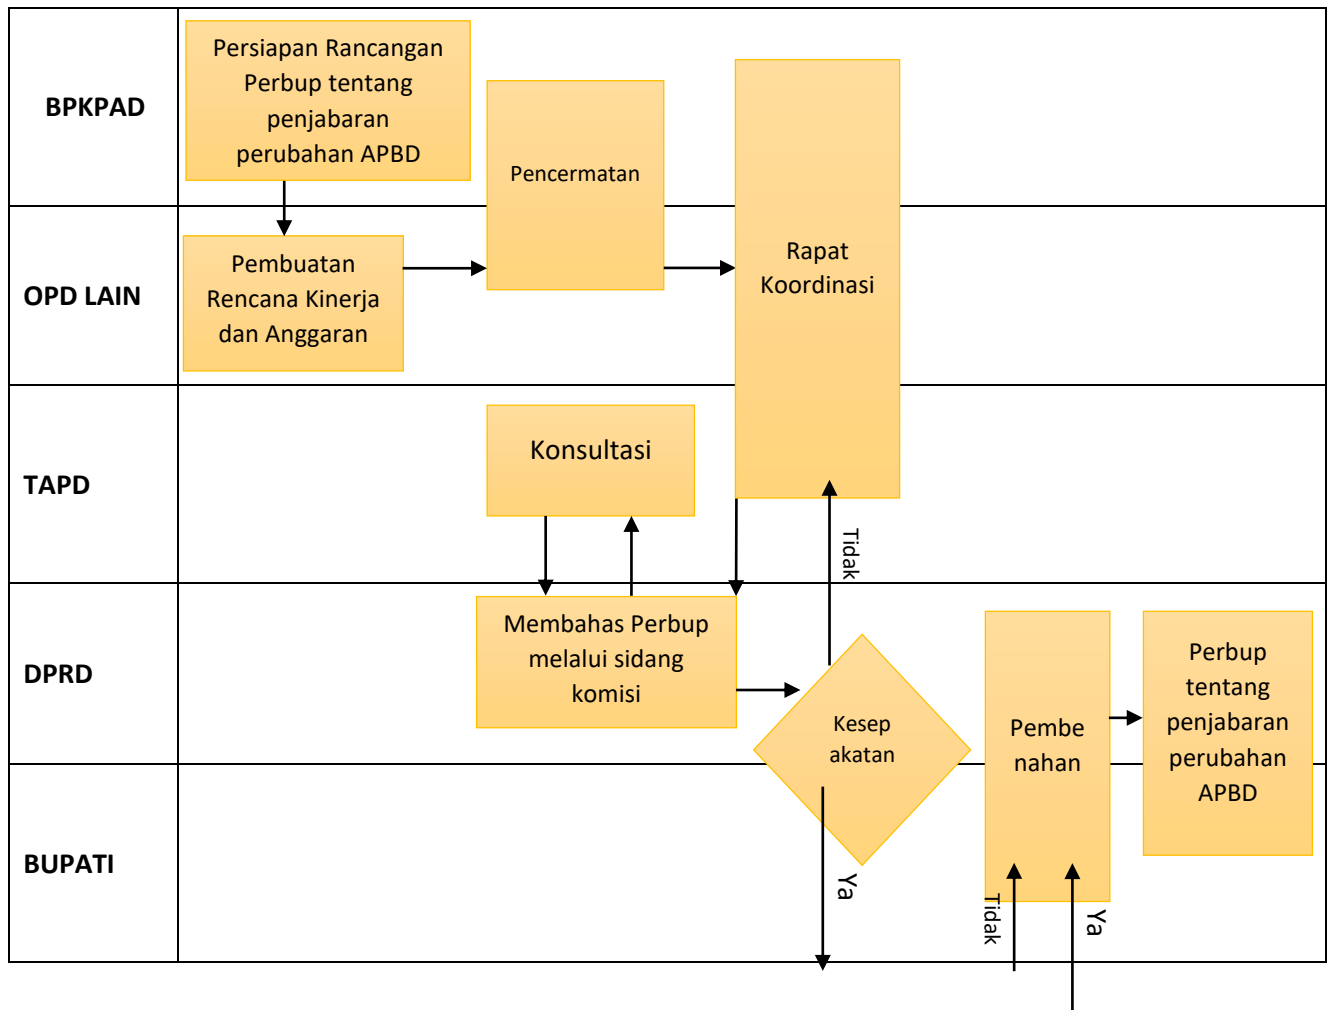 BPKPAD
Persiapan Rancangan
Perbup tentang
penjabaran
perubahan APBD
Pencermatan
Rapat
Koordinasi
OPD LAIN
Pembuatan
Rencana Kinerja
dan Anggaran
TAPD
Konsultasi
Tidak
DPRD
Membahas Perbup
melalui sidang
komisi
Kesep
akatan
Pembe
nahan
Perbup
tentang
penjabaran
perubahan
APBD
BUPATI
Ya
Tidak
Ya